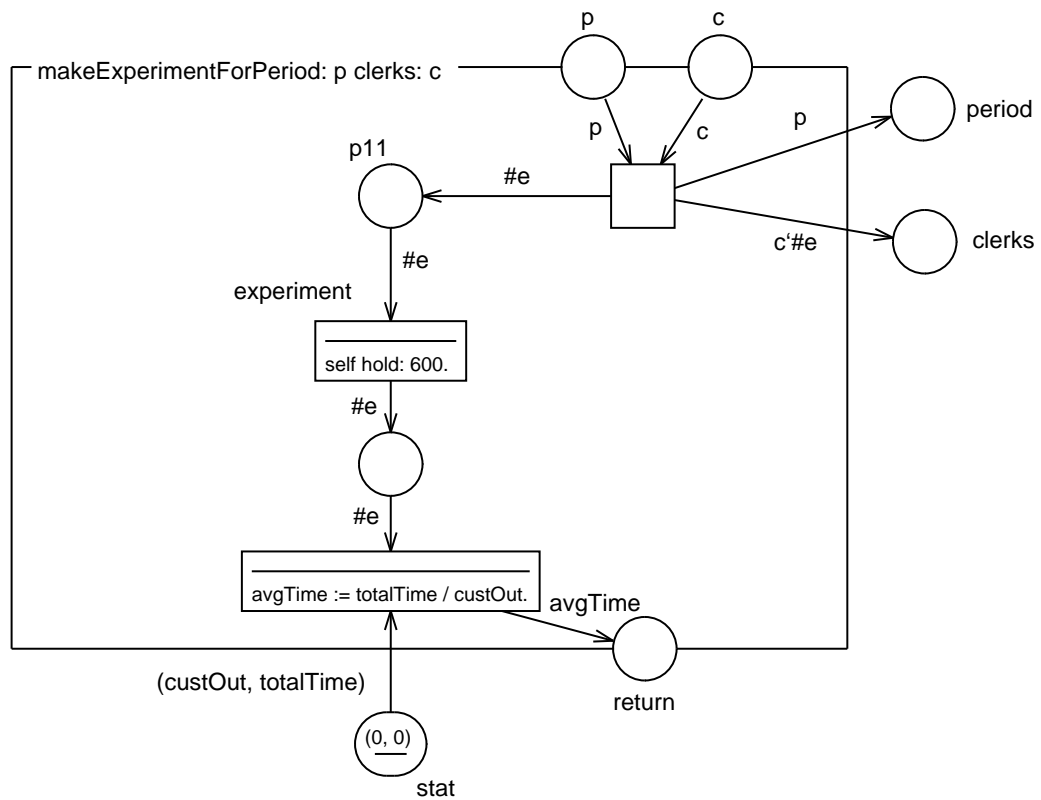 p
c
makeExperimentForPeriod: p clerks: c
p
c
p
period
p11
#e
c‘#e
clerks
#e
experiment
self hold: 600.
#e
#e
avgTime := totalTime / custOut.
avgTime
(custOut, totalTime)
return
(0, 0)
stat